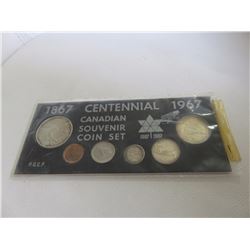 1867 CENTENNIAL 1967
CANADIAN
SOUVENIR
COIN SET